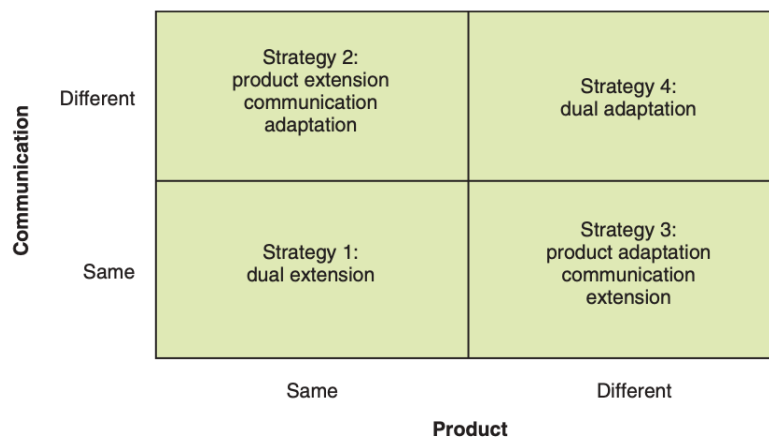 Communication
Different
Strategy 2:
product extension
communication
adaptation
Strategy 4:
dual adaptation
Same
Strategy 1:
dual extension
Strategy 3:
product adaptation
communication
extension
Same
Different
Product